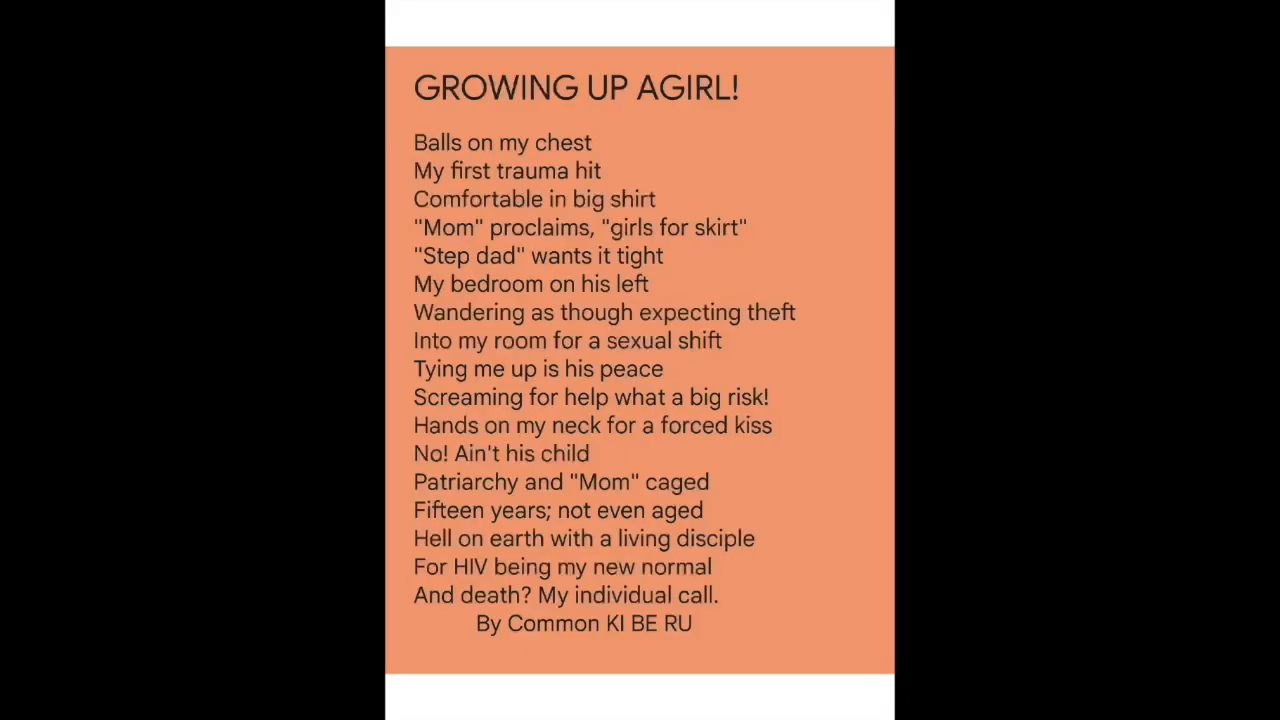 GROWING UP AGIRL!
Balls on my chest
My first trauma hit
Comfortable in big shirt
"Mom" proclaims, "girls for skirt"
"Step dad" wants it tight
My bedroom on his left
Wandering as though expecting theft
Into my room for a sexual shift
Tying me up is his peace
Screaming for help what a big risk!
Hands on my neck for a forced kiss
No! Ain't his child
Patriarchy and "Mom" caged
Fifteen years; not even aged
Hell on earth with a living disciple
For HIV being my new normal
And death? My individual call.
By Common KI BE RU